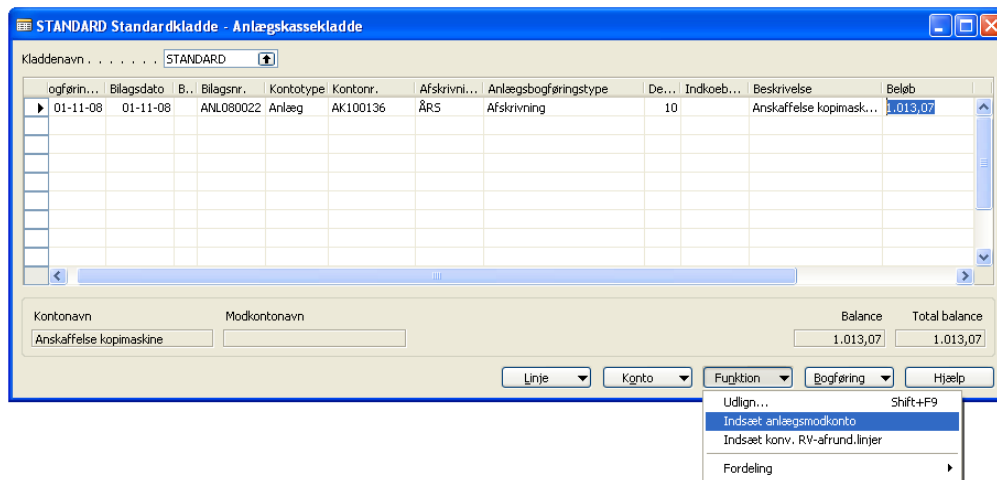 STANDARD Standardkladde - Anlægskassekladde
Kladdenavn . . . . . . . STANDARD
ogførin... Bilagsdato B.. Bilagsnr. Kontotype Kontonr. Afskrivni... Anlægsbogføringstype De... Indkoeb... Beskrivelse Beløb
01-11-08 01-11-08 ANL080022 Anlæg AK100136 ÅRS Afskrivning 10 Anskaffelse kopimask... 1.013,07
Kontonavn Modkontonavn Balance Total balance
Anskaffelse kopimaskine 1.013,07 1.013,07
Linje Konto Funktion Bogføring Hjælp
Udlign... Shift+F9
Indsæt anlægsmodkonto
Indsæt konv. RV-afrund.linjer
Fordeling